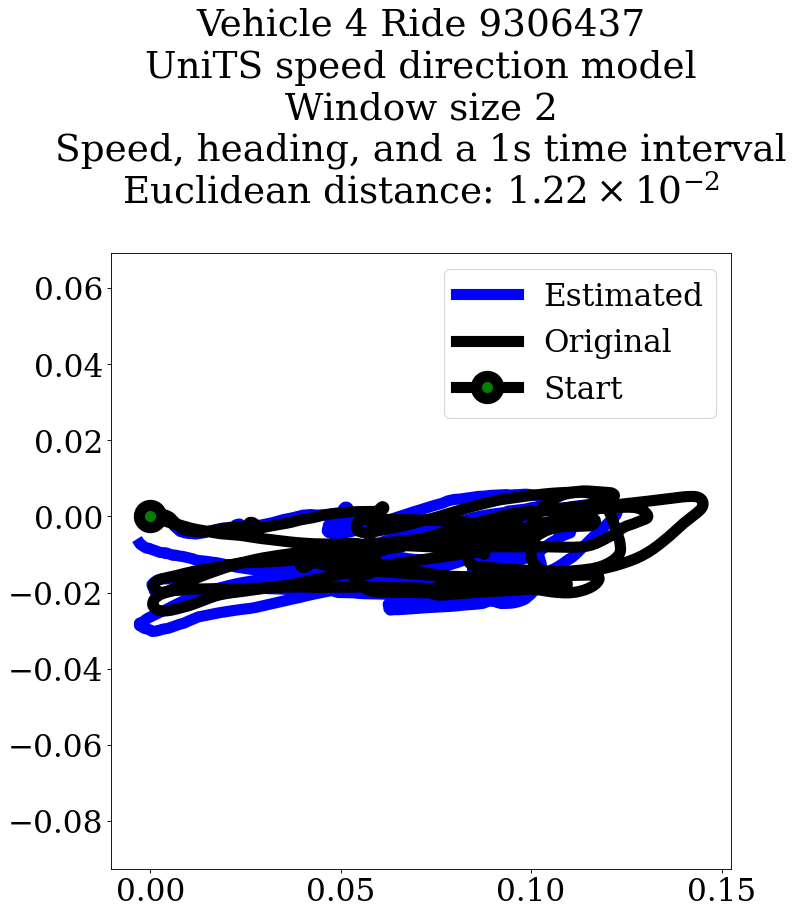 Vehicle 4 Ride 9306437
UniTS speed direction model
Window size 2
Speed, heading, and a 1s time interval
Euclidean distance: 1.22 × 10⁻²
Estimated
Original
Start
0.06
0.04
0.02
0.00
−0.02
−0.04
−0.06
−0.08
0.00 0.05 0.10 0.15